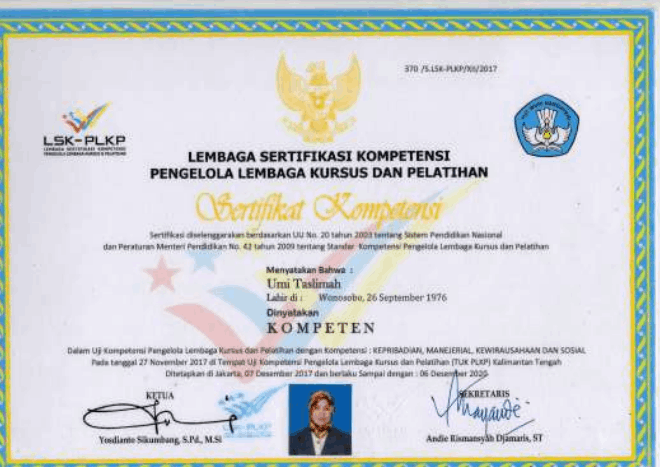 370 /S.LSK-PLKP/XII/2017
LSK-PLKP
LEMBAGA SERTIFIKASI KOMPETENSI
PENGELOLA LEMBAGA KURSUS & PELATIHAN
TUT WURI HANDAYANI
LEMBAGA SERTIFIKASI KOMPETENSI
PENGELOLA LEMBAGA KURSUS DAN PELATIHAN
Sertifikat Kompetensi
Sertifikasi diselenggarakan berdasarkan UU No. 20 tahun 2003 tentang Sistem Pendidikan Nasional
dan Peraturan Menteri Pendidikan No. 42 tahun 2009 tentang Standar Kompetensi Pengelola Lembaga Kursus dan Pelatihan
Menyatakan Bahwa :
Umi Taslimah
Lahir di : Wonosobo, 26 September 1976
Dinyatakan
KOMPETEN
Dalam Uji Kompetensi Pengelola Lembaga Kursus dan Pelatihan dengan Kompetensi : KEPRIBADIAN, MANEJERIAL, KEWIRAUSAHAAN DAN SOSIAL
Pada tanggal 27 November 2017 di Tempat Uji Kompetensi Pengelola Lembaga Kursus dan Pelatihan (TUK PLKP) Kalimantan Tengah
Ditetapkan di Jakarta, 07 Desember 2017 dan berlaku Sampai dengan : 06 Desember 2020
KETUA
SEKRETARIS
LSK-PLKP
Yosdianto Sikumbang, S.Pd., M.Si
Andie Rismansyah Djamaris, ST